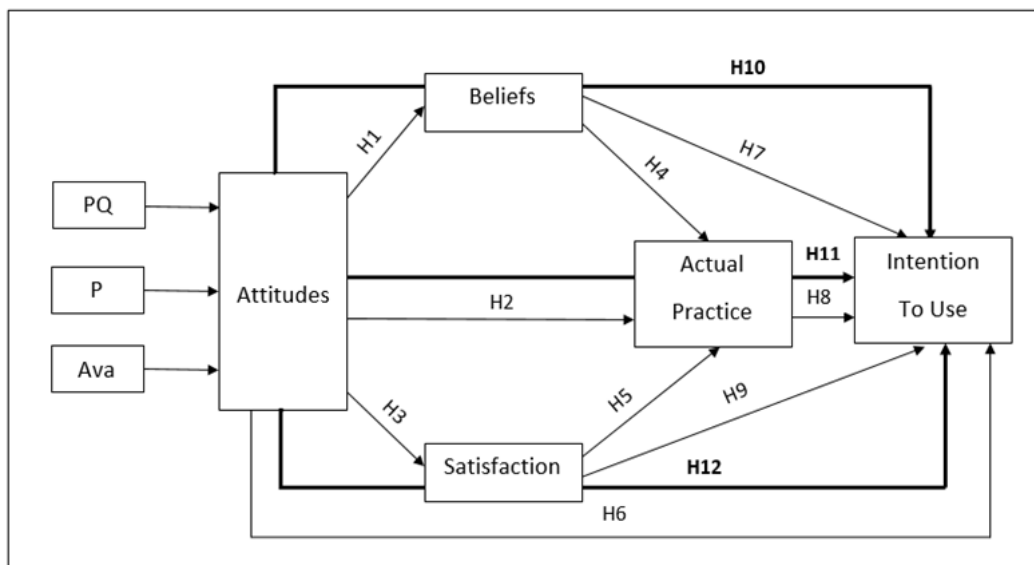 H10
Beliefs
H1
H7
H4
PQ
P
Ava
Attitudes
H11
Actual
Practice
H2
H8
Intention
To Use
H3
H5
H9
Satisfaction
H12
H6